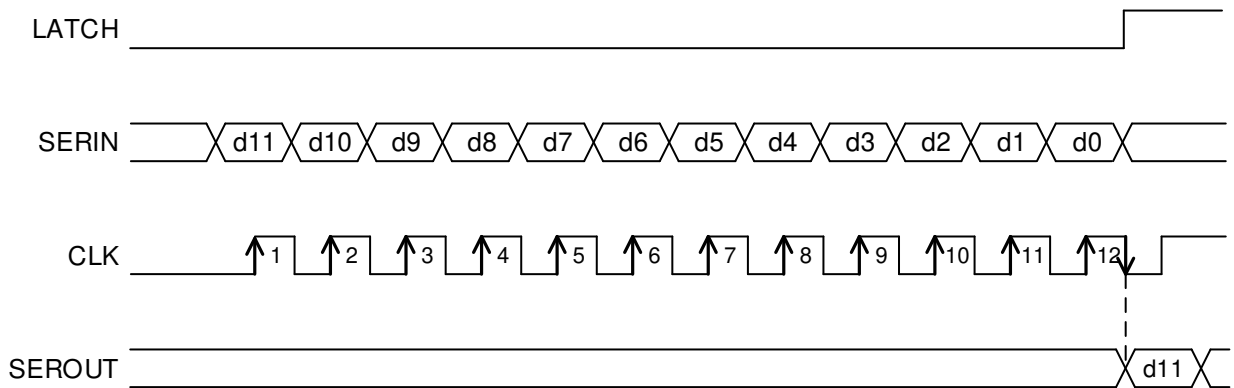 LATCH
SERIN d11 d10 d9 d8 d7 d6 d5 d4 d3 d2 d1 d0
CLK 1 2 3 4 5 6 7 8 9 10 11 12
SEROUT d11